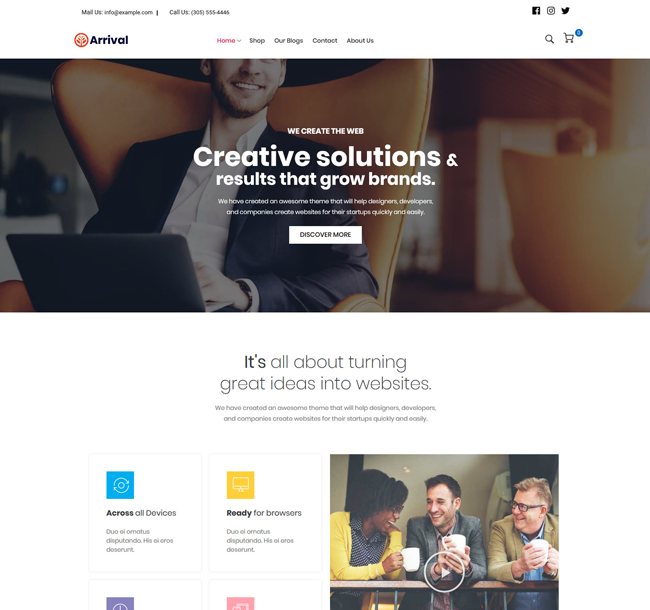 Mail Us: info@example.com | Call Us: (305) 555-4446
Arrival
Home Shop Our Blogs Contact About Us
0
WE CREATE THE WEB
Creative solutions &
results that grow brands.
We have created an awesome theme that will help designers, developers,
and companies create websites for their startups quickly and easily.
DISCOVER MORE
It's all about turning
great ideas into websites.
We have created an awesome theme that will help designers, developers,
and companies create websites for their startups quickly and easily.
Across all Devices
Duo ei ornatus
disputando. His ei eros
deserunt.
Ready for browsers
Duo ei ornatus
disputando. His ei eros
deserunt.